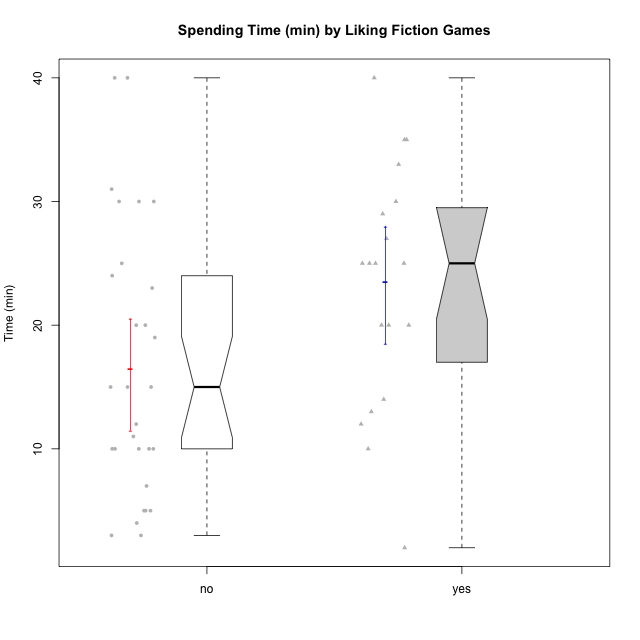 Spending Time (min) by Liking Fiction Games
40
30
20
10
Time (min)
no
yes